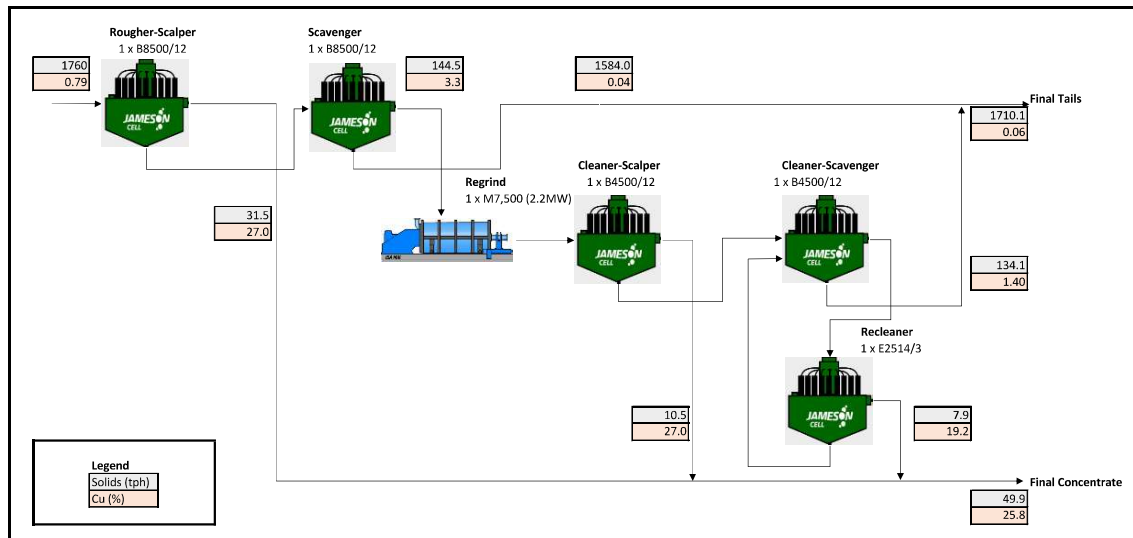 Rougher-Scalper
1 x B8500/12
Scavenger
1 x B8500/12
1760
0.79
144.5
3.3
1584.0
0.04
JAMESON
CELL
JAMESON
CELL
Final Tails
1710.1
0.06
Regrind
1 x M7,500 (2.2MW)
Cleaner-Scalper
1 x B4500/12
Cleaner-Scavenger
1 x B4500/12
31.5
27.0
JAMESON
CELL
JAMESON
CELL
134.1
1.40
Recleaner
1 x E2514/3
JAMESON
CELL
10.5
27.0
7.9
19.2
Legend
Solids (tph)
Cu (%)
Final Concentrate
49.9
25.8